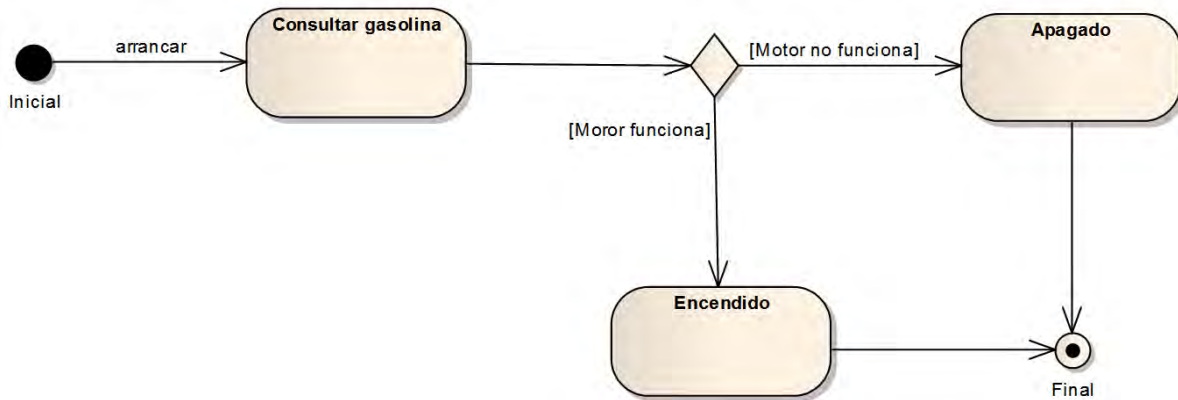 Consultar gasolina
Apagado
arrancar
[Motor no funciona]
Inicial
[Moror funciona]
Encendido
Final